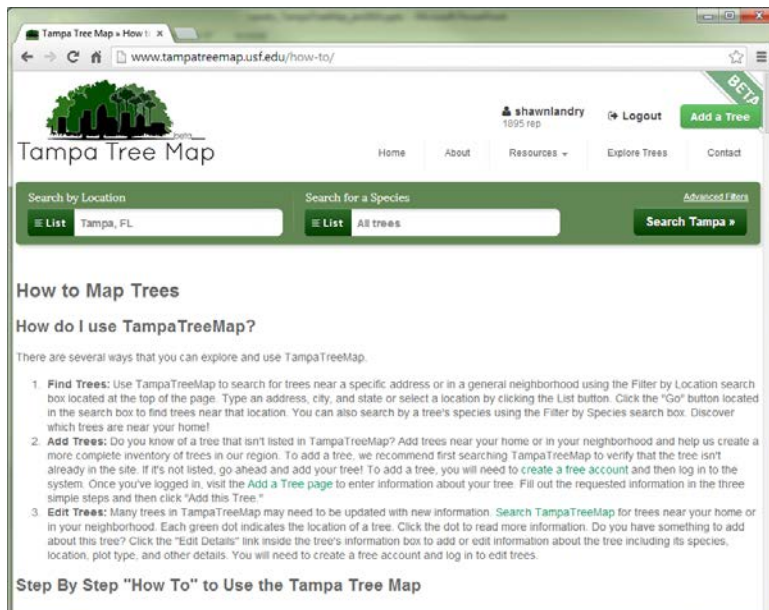 Tampa Tree Map » How t
www.tampatreemap.usf.edu/how-to/
BETA
shawnlandry
1895 rep
Logout
Add a Tree
beta
Tampa Tree Map
Home About Resources Explore Trees Contact
Search by Location Search for a Species Advanced Filters
List Tampa, FL List All trees Search Tampa »
How to Map Trees
How do I use TampaTreeMap?
There are several ways that you can explore and use TampaTreeMap.
1. Find Trees: Use TampaTreeMap to search for trees near a specific address or in a general neighborhood using the Filter by Location search
box located at the top of the page. Type an address, city, and state or select a location by clicking the List button. Click the "Go" button located
in the search box to find trees near that location. You can also search by a tree's species using the Filter by Species search box. Discover
which trees are near your home!
2. Add Trees: Do you know of a tree that isn't listed in TampaTreeMap? Add trees near your home or in your neighborhood and help us create a
more complete inventory of trees in our region. To add a tree, we recommend first searching TampaTreeMap to verify that the tree isn't
already in the site. If it's not listed, go ahead and add your tree! To add a tree, you will need to create a free account and then log in to the
system. Once you've logged in, visit the Add a Tree page to enter information about your tree. Fill out the requested information in the three
simple steps and then click "Add this Tree."
3. Edit Trees: Many trees in TampaTreeMap may need to be updated with new information. Search TampaTreeMap for trees near your home or
in your neighborhood. Each green dot indicates the location of a tree. Click the dot to read more information. Do you have something to add
about this tree? Click the "Edit Details" link inside the tree's information box to add or edit information about the tree including its species,
location, plot type, and other details. You will need to create a free account and log in to edit trees.
Step By Step "How To" to Use the Tampa Tree Map